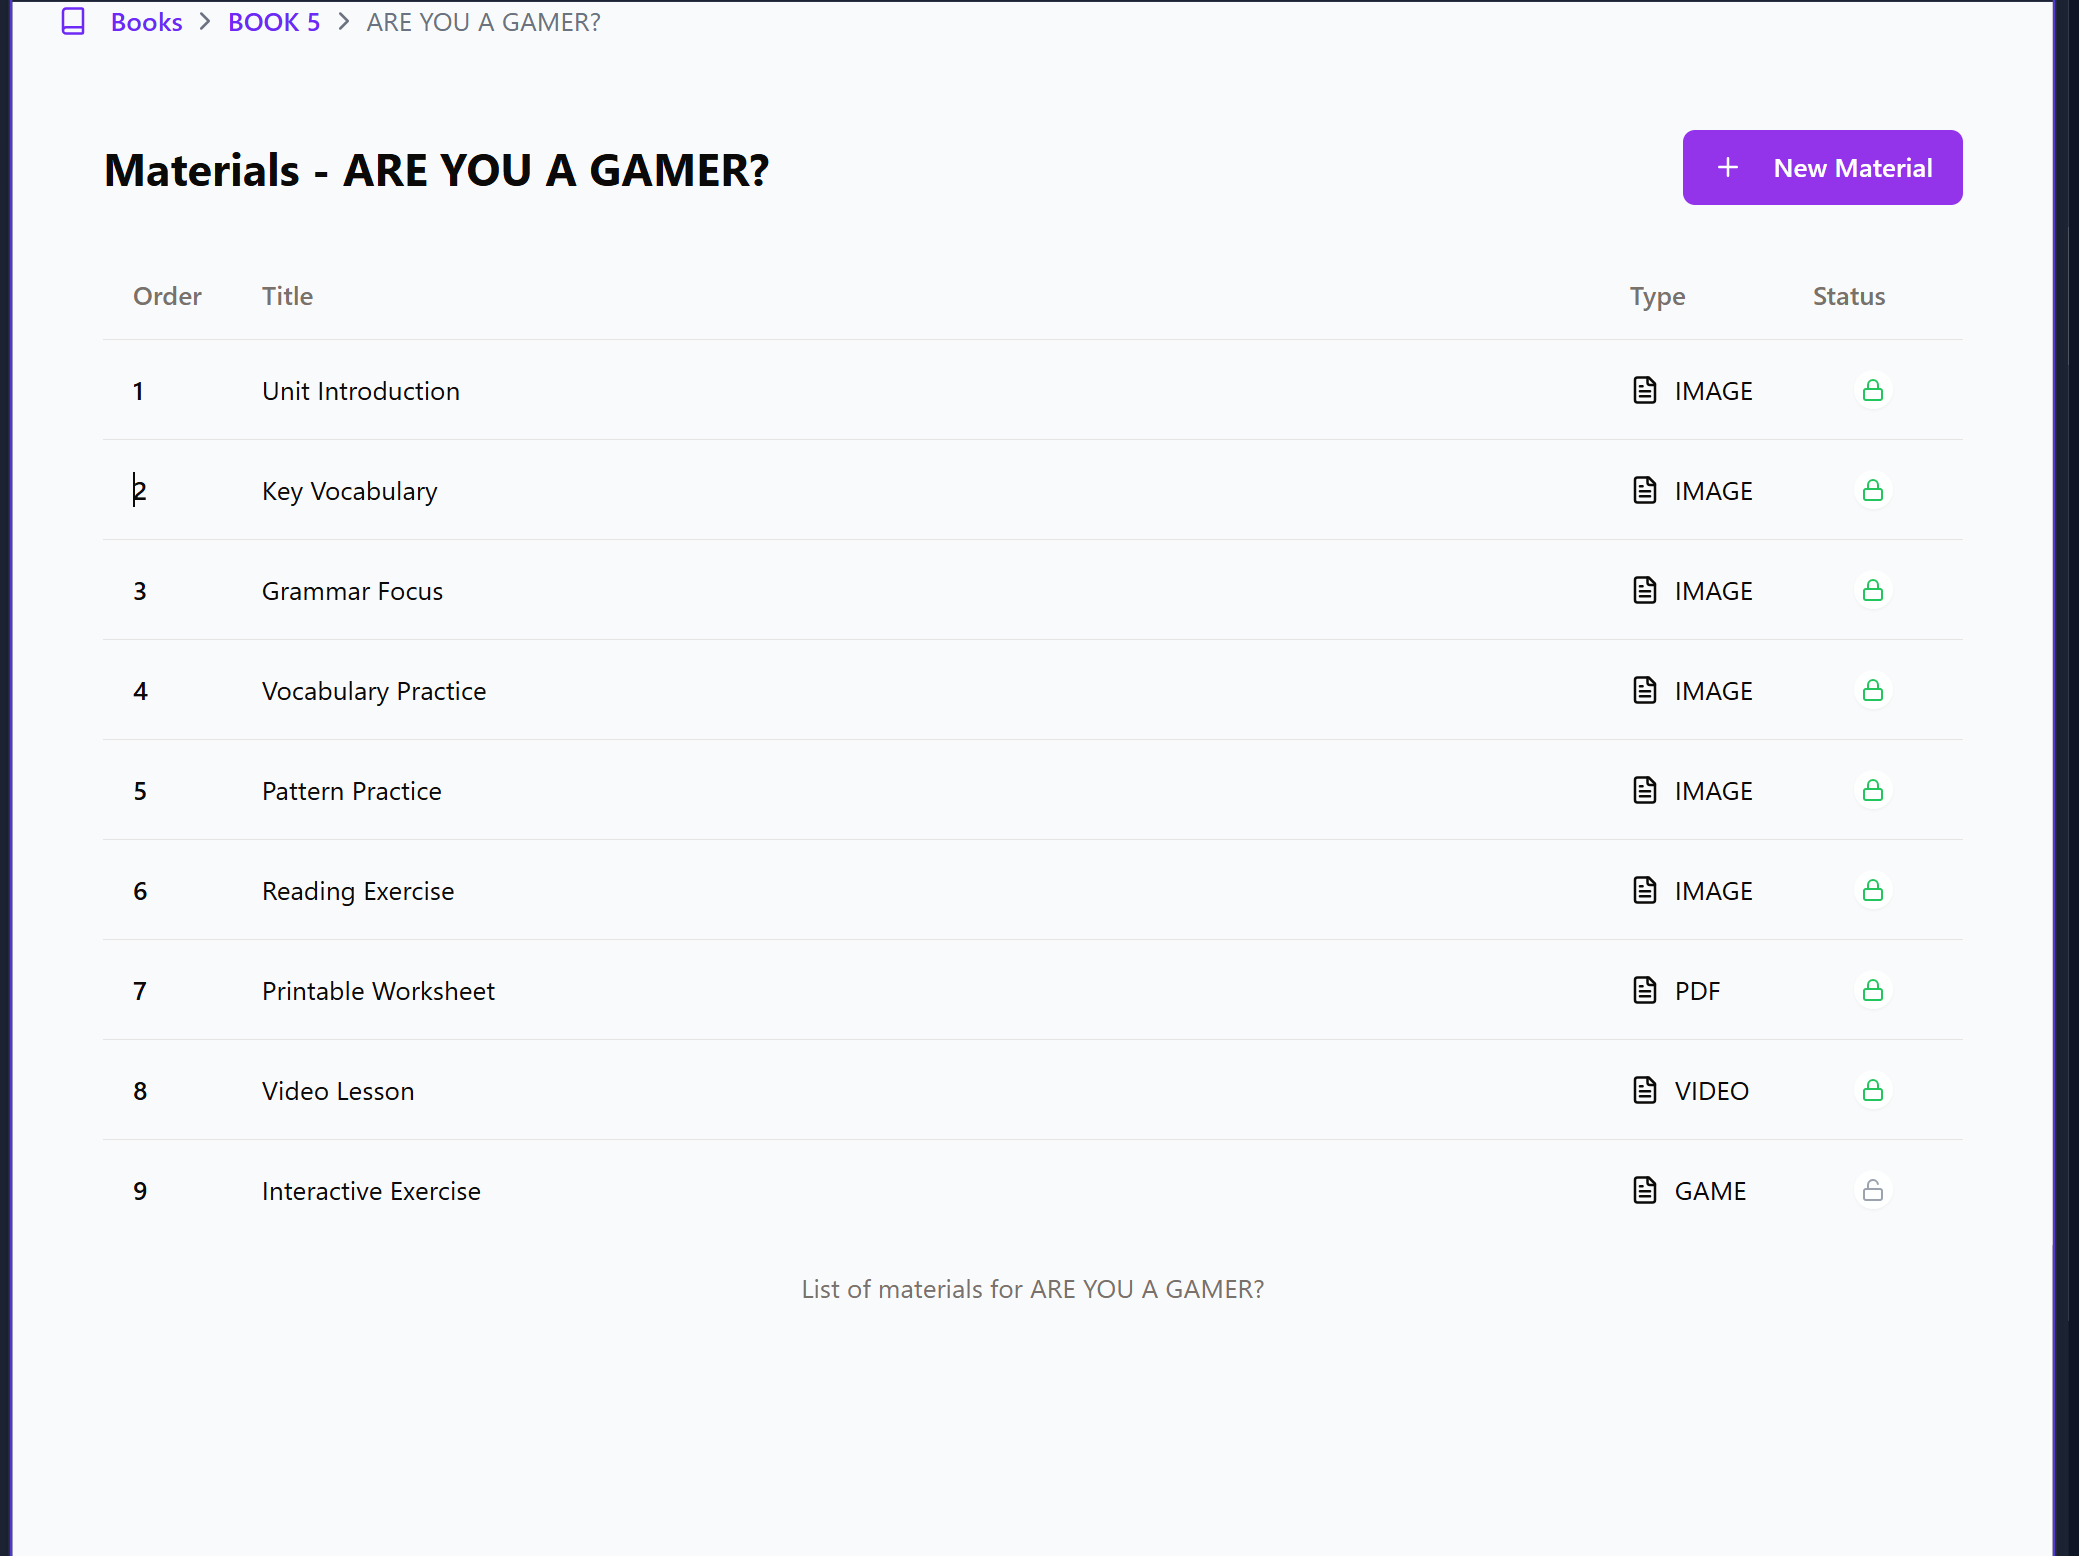 Books > BOOK 5 > ARE YOU A GAMER?
Materials - ARE YOU A GAMER?
+ New Material
Order Title Type Status
1 Unit Introduction IMAGE
2 Key Vocabulary IMAGE
3 Grammar Focus IMAGE
4 Vocabulary Practice IMAGE
5 Pattern Practice IMAGE
6 Reading Exercise IMAGE
7 Printable Worksheet PDF
8 Video Lesson VIDEO
9 Interactive Exercise GAME
List of materials for ARE YOU A GAMER?